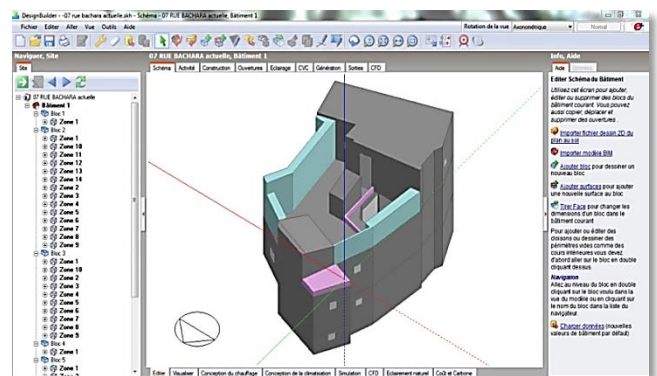 DesignBuilder - -07 rue bachara actuelle.skh - Schéma - 07 RUE BACHARA actuelle, Bâtiment 1
Fichier Editer Aller Vue Outils Aide
Rotation de la vue Axonométrique Normal
Naviguer, Site
07 RUE BACHARA actuelle, Bâtiment 1
Info, Aide
Site
Schéma Activité Construction Ouvertures Eclairage CVC Génération Sorties CFD
Aide
07 RUE BACHARA actuelle
Bâtiment 1
Bloc 1
Zone 1
Bloc 2
Zone 1
Zone 10
Zone 11
Zone 12
Zone 13
Zone 14
Zone 2
Zone 3
Zone 4
Zone 5
Zone 6
Zone 7
Zone 8
Zone 9
Bloc 3
Zone 1
Zone 10
Zone 2
Zone 3
Zone 4
Zone 5
Zone 6
Zone 7
Zone 8
Zone 9
Bloc 4
Zone 1
Bloc 5
Zone 1
Editer Schéma du Bâtiment
Utilisez cet écran pour ajouter,
éditer ou supprimer des blocs du
bâtiment courant. Vous pouvez
aussi copier, déplacer et
supprimer des ouvertures.
Importer fichier dessin 2D du
plan au sol
Importer modèle BIM
Ajouter bloc pour dessiner un
nouveau bloc
Ajouter surfaces pour ajouter
une nouvelle surface au bloc
Tirer Face pour changer les
dimensions d'un bloc dans le
bâtiment courant
Pour ajouter ou éditer des
cloisons ou dessiner des
périmètres vides comme des
cours intérieures vous devez
d'abord aller sur le bloc en double
cliquant dessus.
Navigation
Allez au niveau du bloc en double
cliquant sur le bloc voulu dans la
vue du modèle ou en cliquant sur
le nom du bloc dans la liste du
navigateur.
Charger données (nouvelles
valeurs de bâtiment par défaut)
Editer Visualiser Conception du chauffage Conception de la climatisation Simulation CFD Eclairement naturel Coût et Carbone